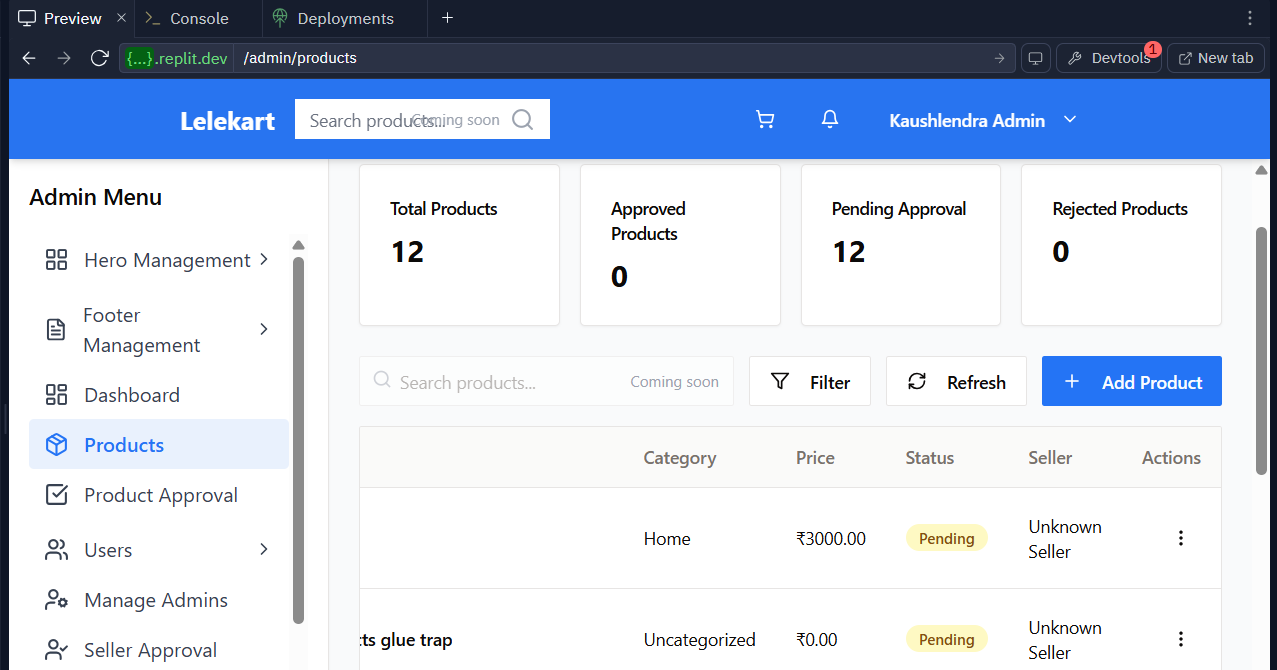 Preview
Console
Deployments
{...}.replit.dev
/admin/products
Devtools
1
New tab
Lelekart
Search products...
Coming soon
Kaushlendra Admin
Admin Menu
Hero Management
Footer
Management
Dashboard
Products
Product Approval
Users
Manage Admins
Seller Approval
Total Products
12
Approved
Products
0
Pending Approval
12
Rejected Products
0
Search products...
Coming soon
Filter
Refresh
Add Product
Category
Price
Status
Seller
Actions
Home
₹3000.00
Pending
Unknown
Seller
cts glue trap
Uncategorized
₹0.00
Pending
Unknown
Seller